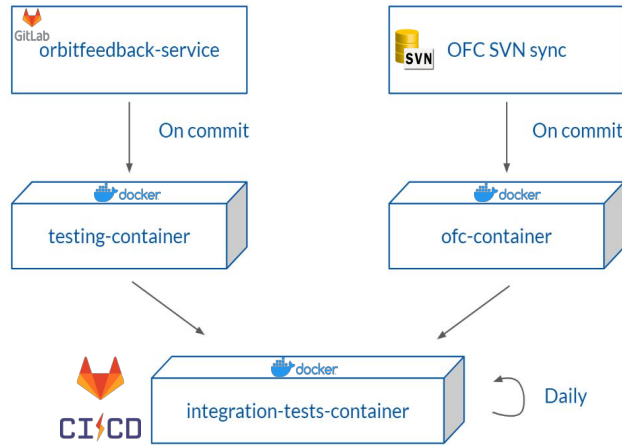 GitLab
orbitfeedback-service
SVN
OFC SVN sync
On commit
On commit
docker
testing-container
docker
ofc-container
docker
integration-tests-container
CI CD
Daily